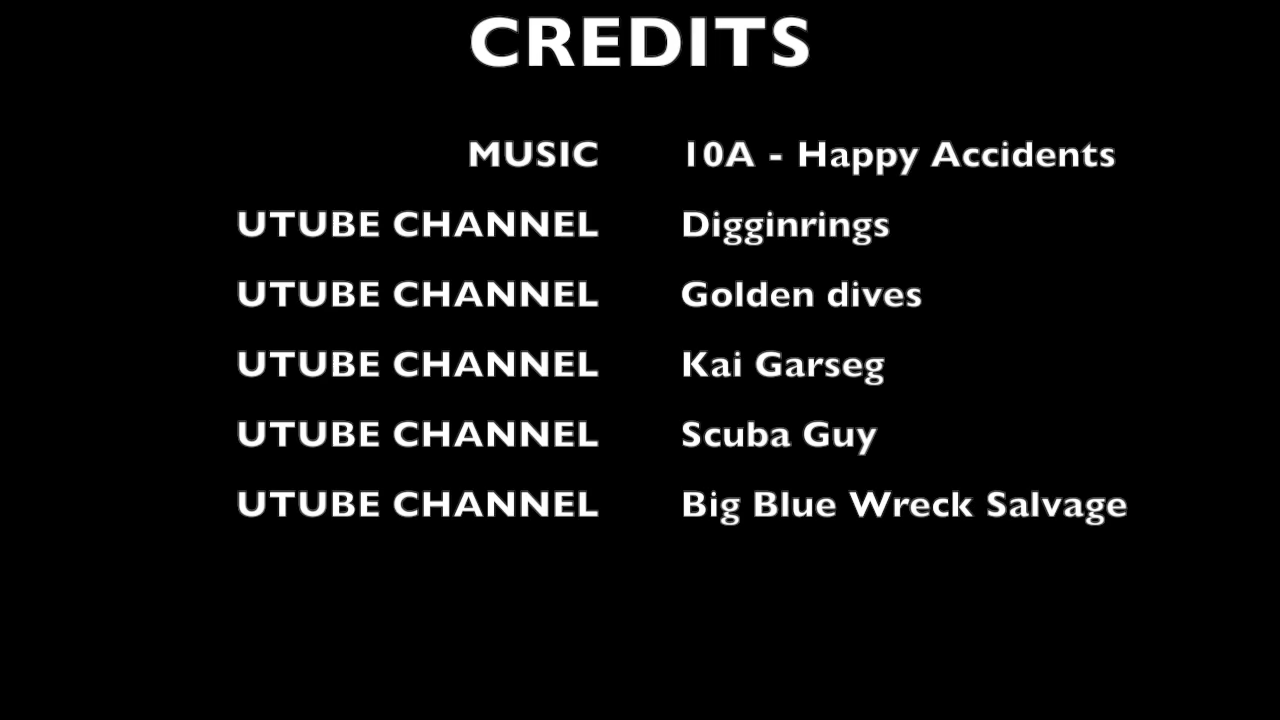 CREDITS
MUSIC 10A - Happy Accidents
UTUBE CHANNEL Digginrings
UTUBE CHANNEL Golden dives
UTUBE CHANNEL Kai Garseg
UTUBE CHANNEL Scuba Guy
UTUBE CHANNEL Big Blue Wreck Salvage